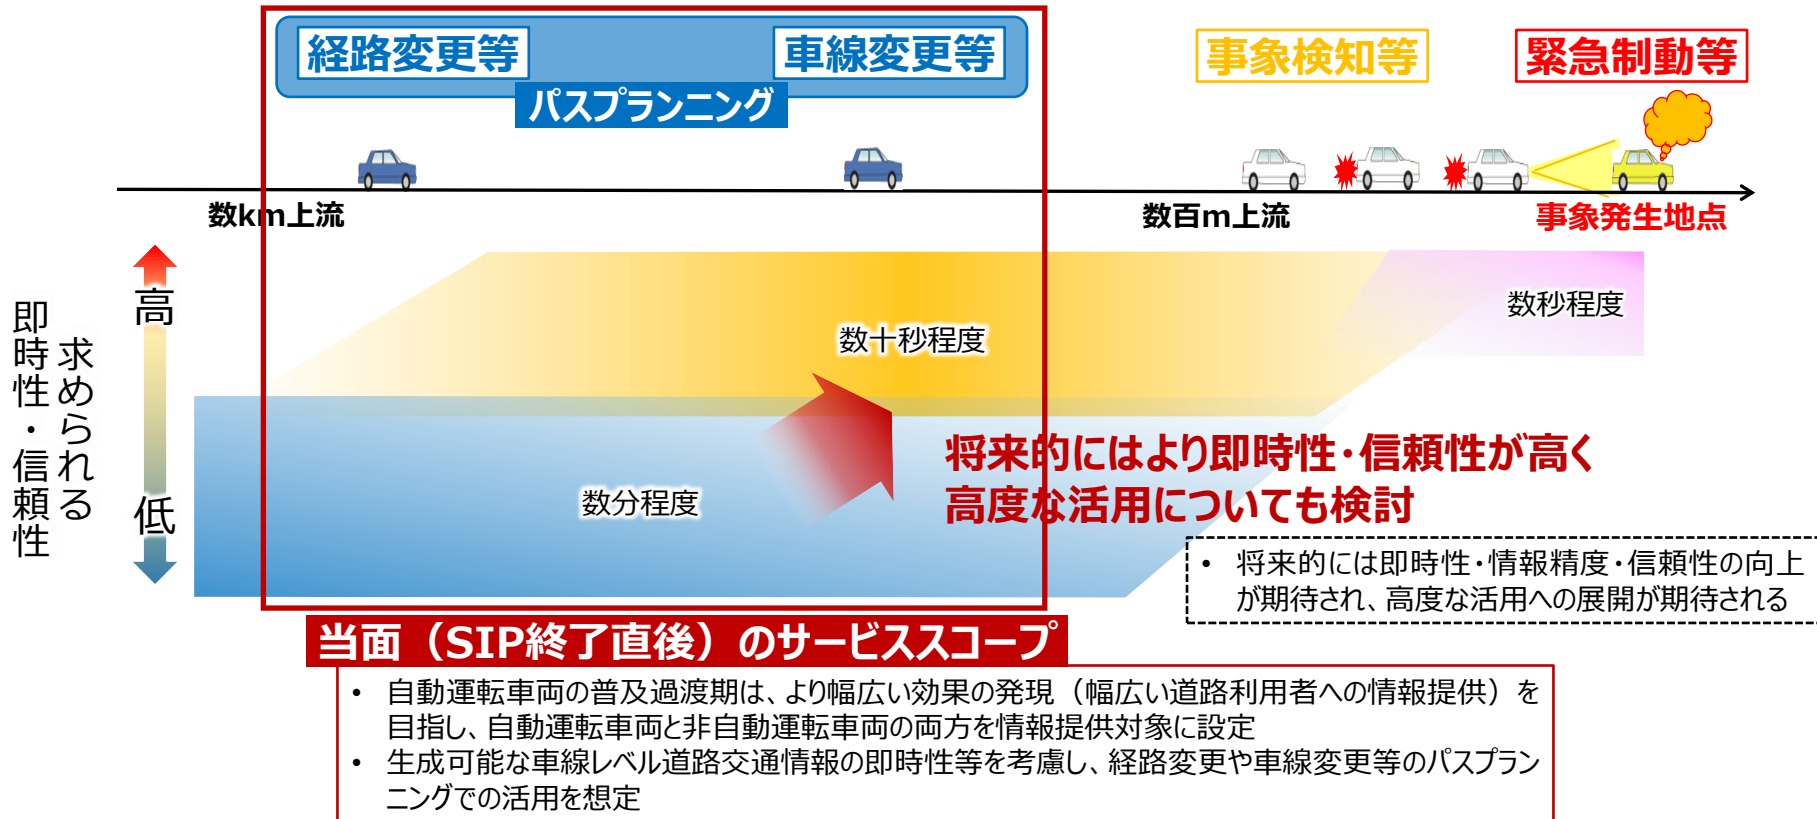 経路変更等
車線変更等
事象検知等
緊急制動等
パスプランニング
数km上流
数百m上流
事象発生地点
求められる
即時性・信頼性
高
低
数秒程度
数十秒程度
数分程度
将来的にはより即時性・信頼性が高く
高度な活用についても検討
• 将来的には即時性・情報精度・信頼性の向上
が期待され、高度な活用への展開が期待される
当面（SIP終了直後）のサービススコープ
• 自動運転車両の普及過渡期は、より幅広い効果の発現（幅広い道路利用者への情報提供）を
目指し、自動運転車両と非自動運転車両の両方を情報提供対象に設定
• 生成可能な車線レベル道路交通情報の即時性等を考慮し、経路変更や車線変更等のパスプラン
ニングでの活用を想定